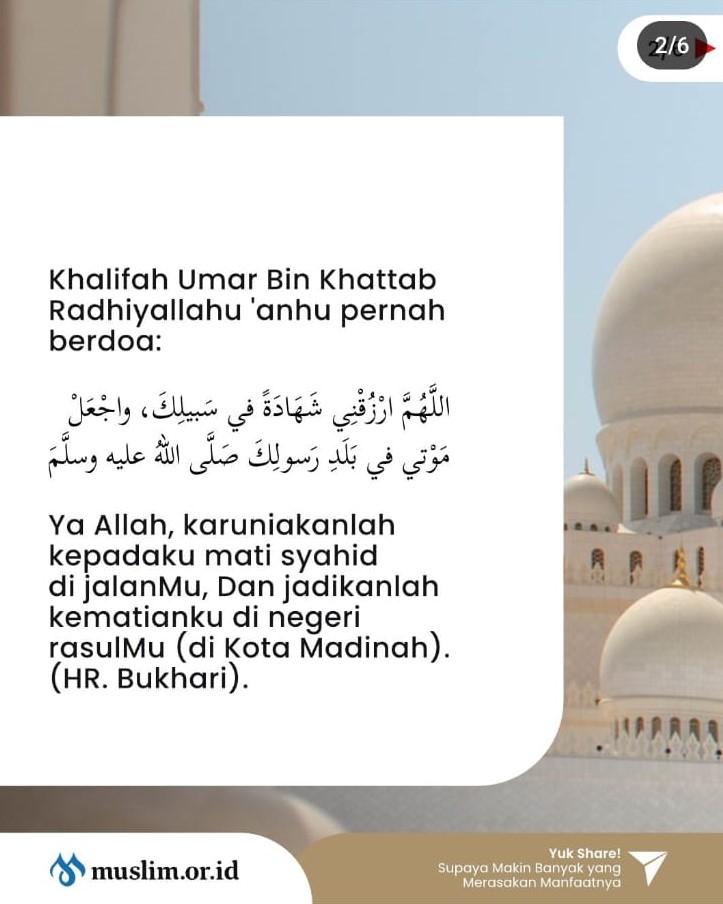 2/6
Khalifah Umar Bin Khattab
Radhiyallahu 'anhu pernah
berdoa:
اللَّهُمَّ ارْزُقْنِي شَهَادَةً في سَبيلِكَ، واجْعَلْ
مَوْتي في بَلَدِ رَسولِكَ صَلَّى اللهُ عليه وسلَّمَ
Ya Allah, karuniakanlah
kepadaku mati syahid
di jalanMu, Dan jadikanlah
kematianku di negeri
rasulMu (di Kota Madinah).
(HR. Bukhari).
muslim.or.id
Yuk Share!
Supaya Makin Banyak yang
Merasakan Manfaatnya